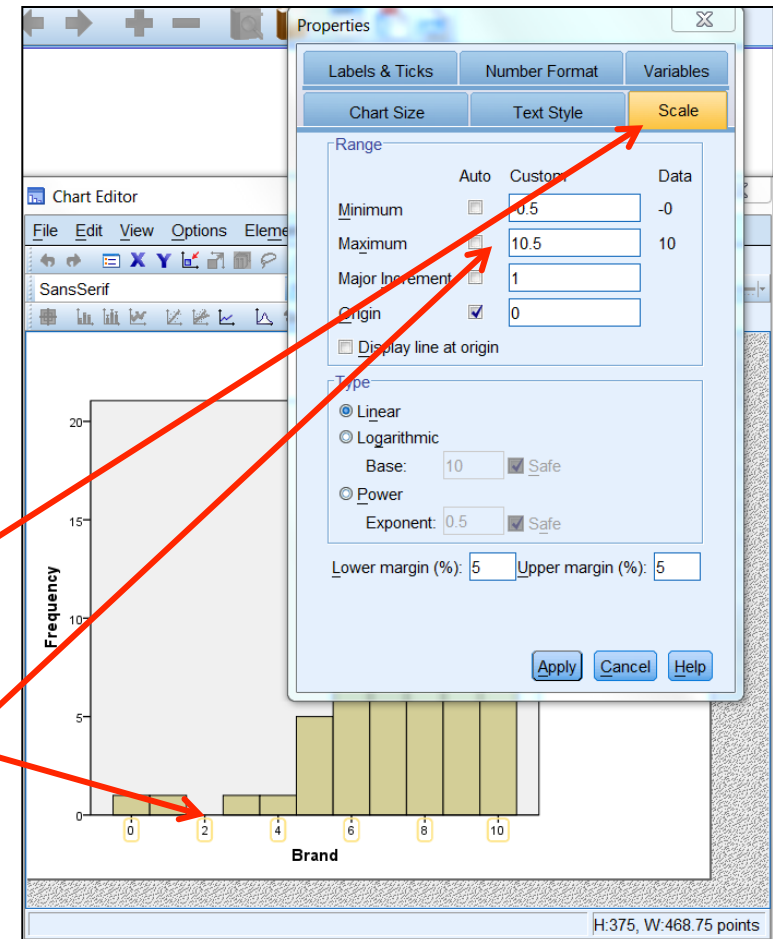 Properties
Labels & Ticks Number Format Variables
Chart Size Text Style Scale
Range
Auto Custom Data
Minimum -0.5 -0
Maximum 10.5 10
Major Increment 1
Origin 0
Display line at origin
Type
Linear
Logarithmic
Base: 10 Safe
Power
Exponent: 0.5 Safe
Lower margin (%): 5 Upper margin (%): 5
Apply Cancel Help
Chart Editor
File Edit View Options Eleme
X Y
SansSerif
20
15
10
5
0
Frequency
0 2 4 6 8 10
Brand
H:375, W:468.75 points